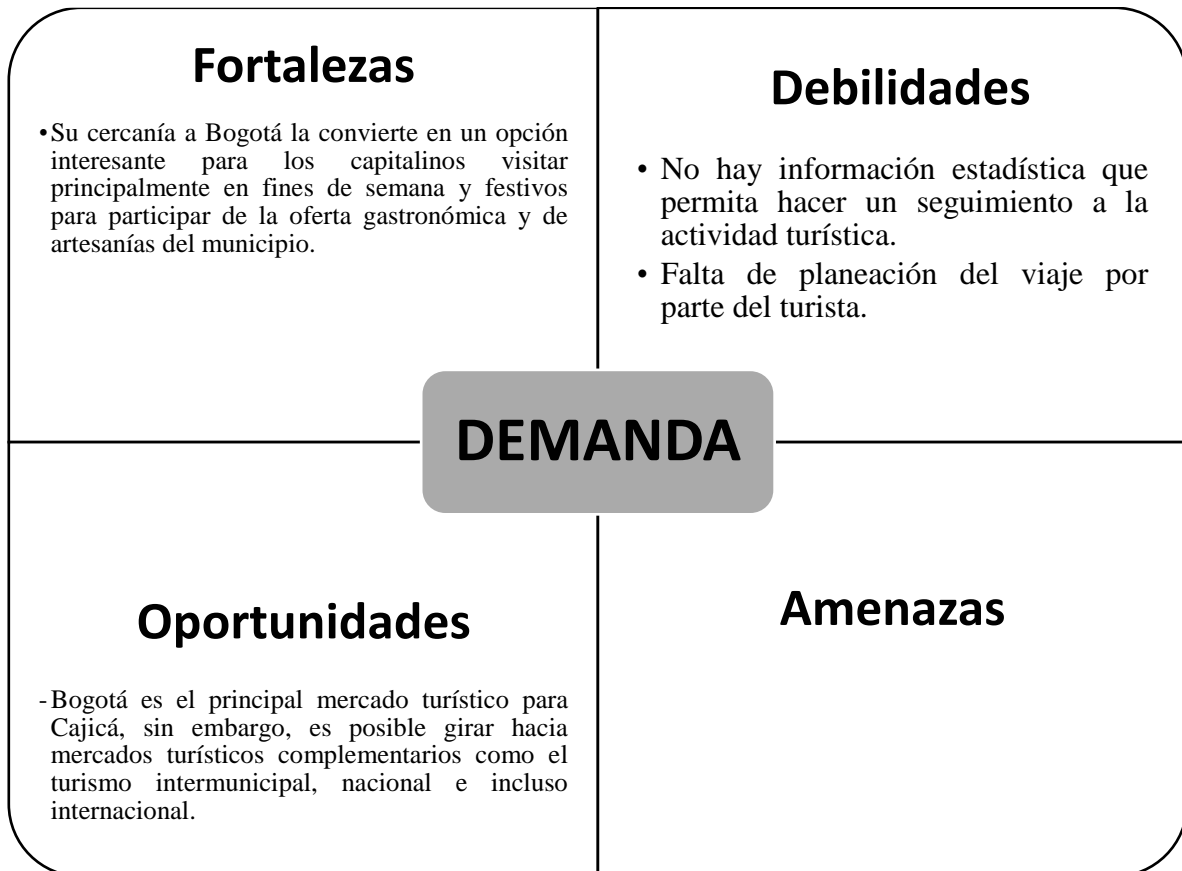 Fortalezas
•Su cercanía a Bogotá la convierte en un opción
interesante para los capitalinos visitar
principalmente en fines de semana y festivos
para participar de la oferta gastronómica y de
artesanías del municipio.
Debilidades
• No hay información estadística que
permita hacer un seguimiento a la
actividad turística.
• Falta de planeación del viaje por
parte del turista.
DEMANDA
Oportunidades
-Bogotá es el principal mercado turístico para
Cajicá, sin embargo, es posible girar hacia
mercados turísticos complementarios como el
turismo intermunicipal, nacional e incluso
internacional.
Amenazas